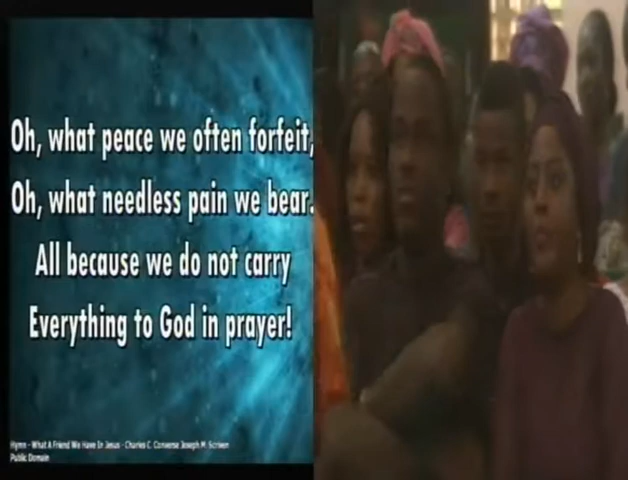 Oh, what peace we often forfeit,
Oh, what needless pain we bear.
All because we do not carry
Everything to God in prayer!
Hymn - What A Friend We Have In Jesus - Charles C. Converse Joseph M. Scriven
Public Domain